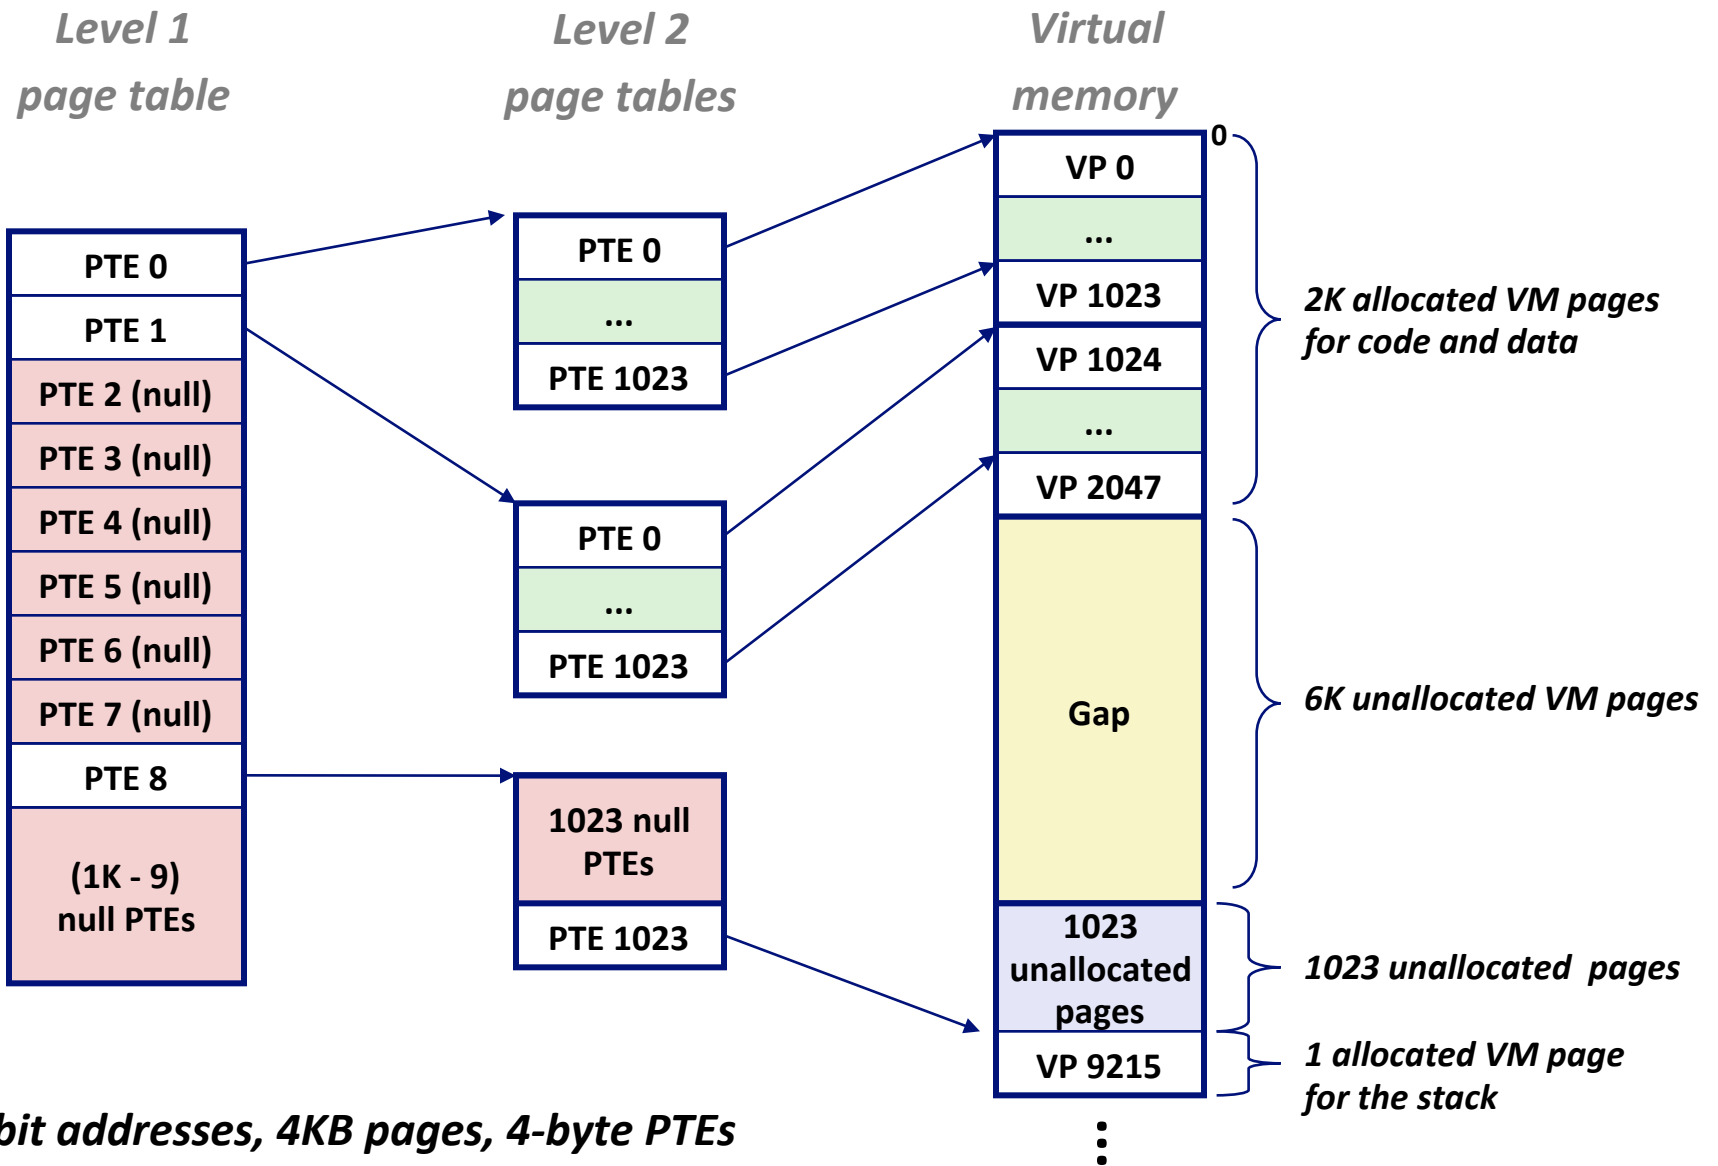 Level 1
page table
Level 2
page tables
Virtual
memory
PTE 0
PTE 1
PTE 2 (null)
PTE 3 (null)
PTE 4 (null)
PTE 5 (null)
PTE 6 (null)
PTE 7 (null)
PTE 8
(1K - 9)
null PTEs
PTE 0
...
PTE 1023
PTE 0
...
PTE 1023
1023 null
PTEs
PTE 1023
0
VP 0
...
VP 1023
VP 1024
...
VP 2047
Gap
1023
unallocated
pages
VP 9215
2K allocated VM pages
for code and data
6K unallocated VM pages
1023 unallocated pages
1 allocated VM page
for the stack
bit addresses, 4KB pages, 4-byte PTEs